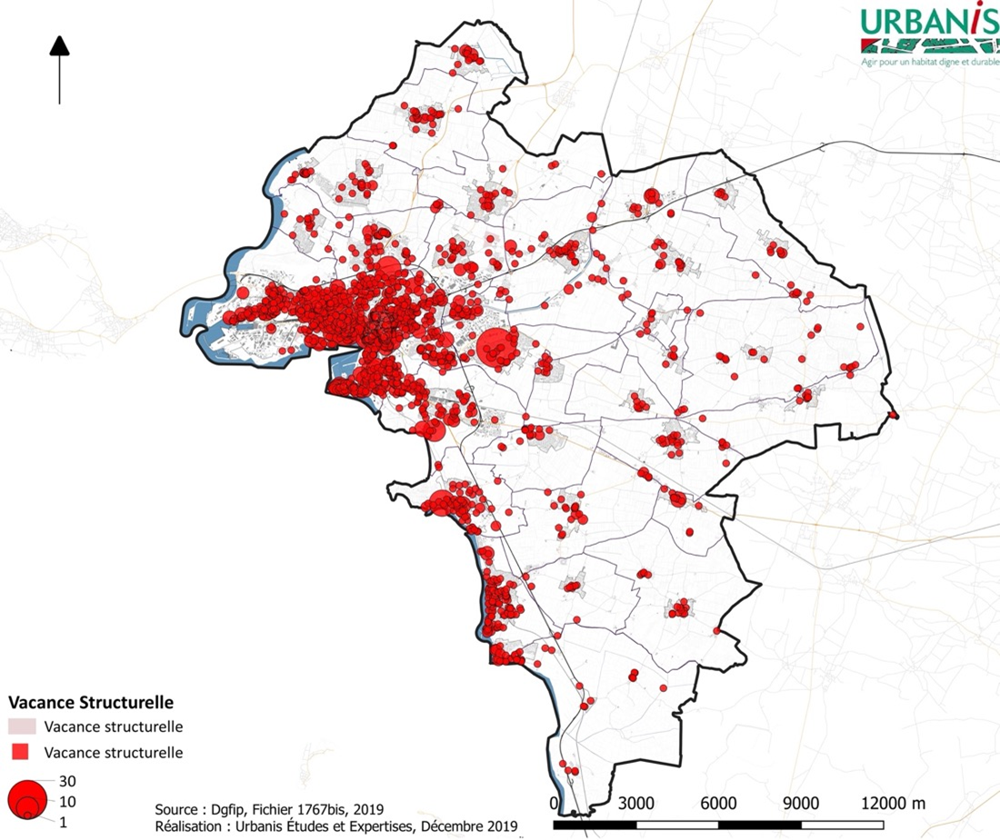 URBANiS
Agir pour un habitat digne et durable
Vacance Structurelle
Vacance structurelle
Vacance structurelle
30
10
1
Source : Dgfip, Fichier 1767bis, 2019
Réalisation : Urbanis Études et Expertises, Décembre 2019
0 3000 6000 9000 12000 m